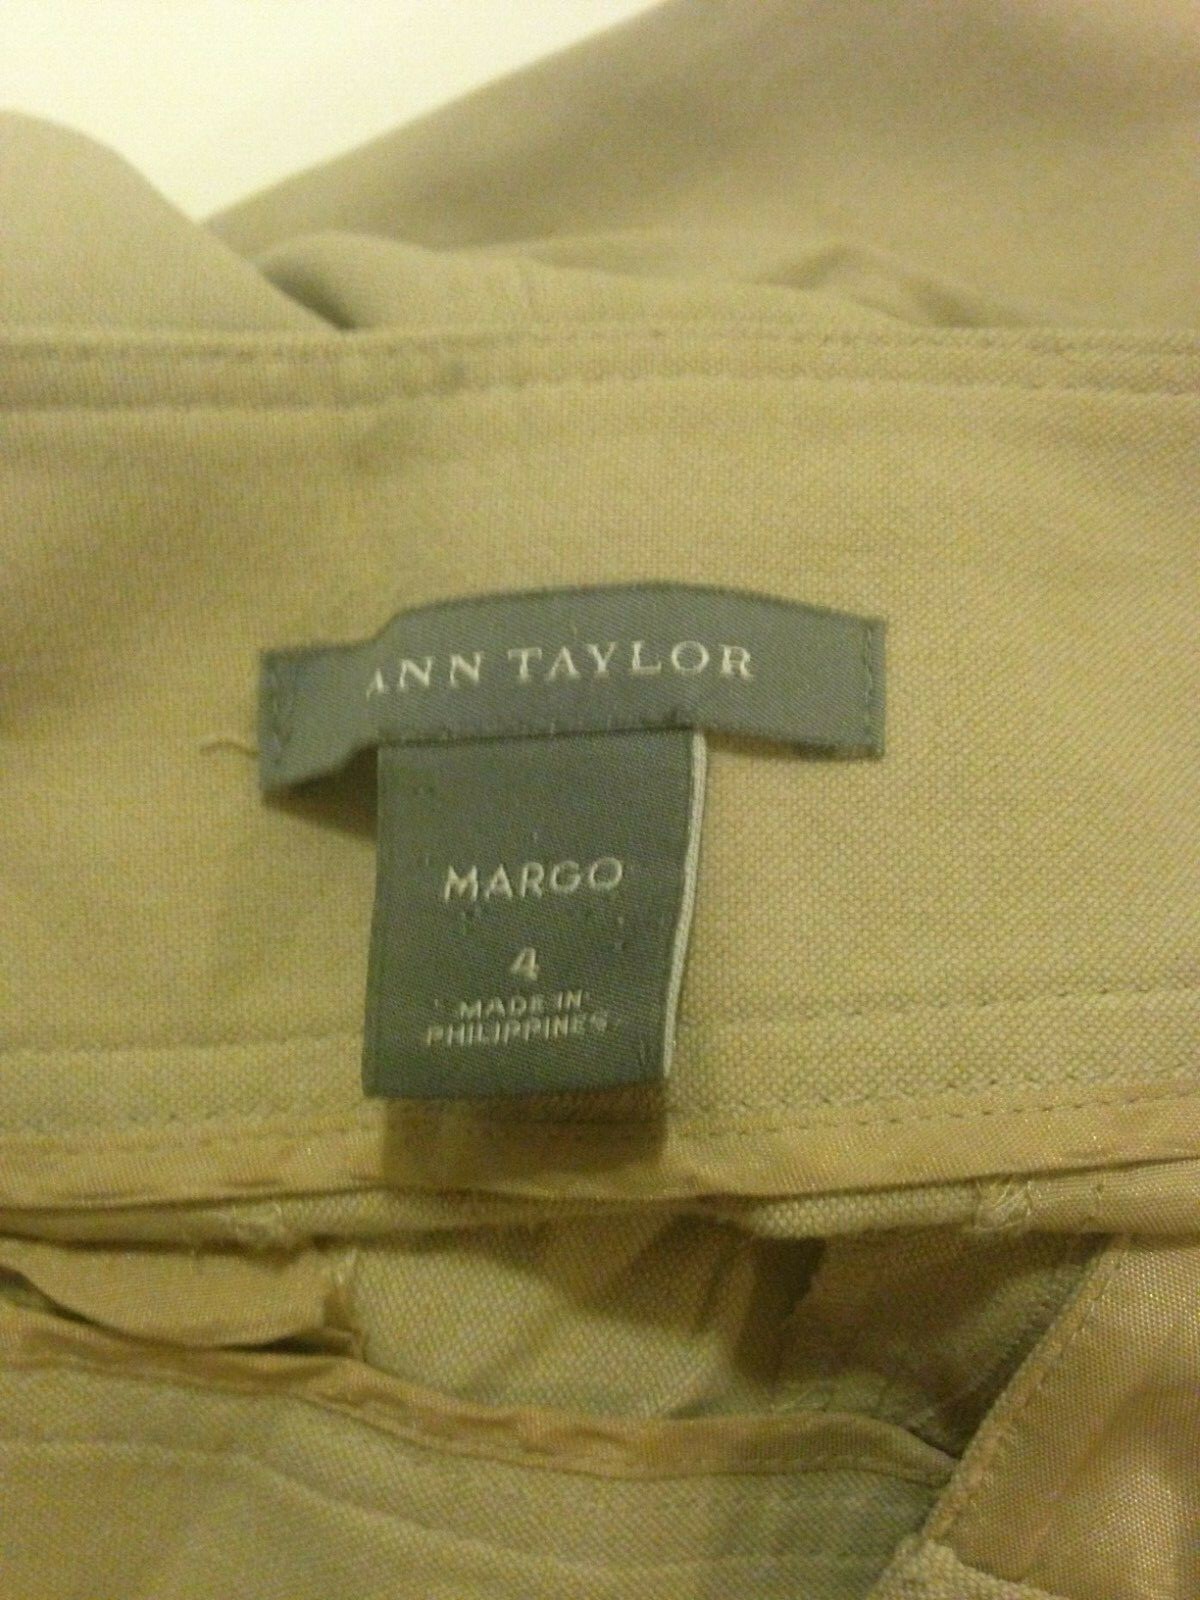 ANN TAYLOR
MARGO
4
MADE IN
PHILIPPINES